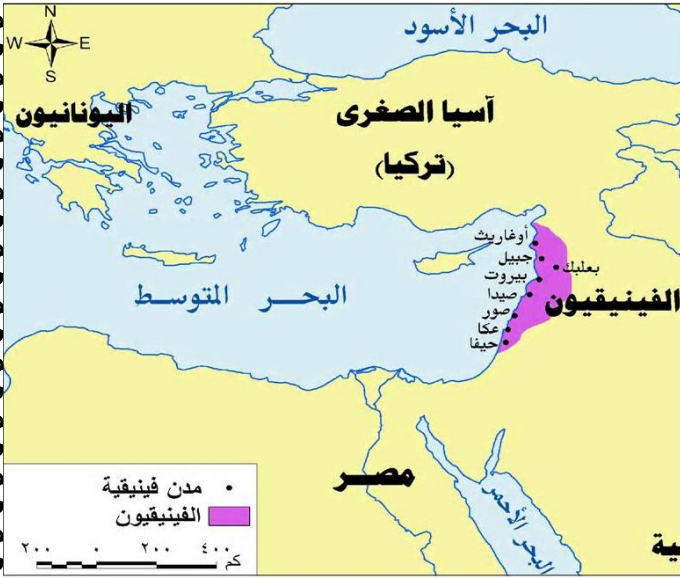 البحر الأسود
N
W E
S
اليونانيون
آسيا الصغرى
(تركيا)
أوغاريث
جبيل
بعلبك
بيروت
البحر المتوسط
صيدا
الفينيقيون
صور
عكا
حيفا
مصر
البحر الأحمر
مدن فينيقية
الفينيقيون
٢٠٠ ٠ ٢٠٠ ٤٠٠ كم